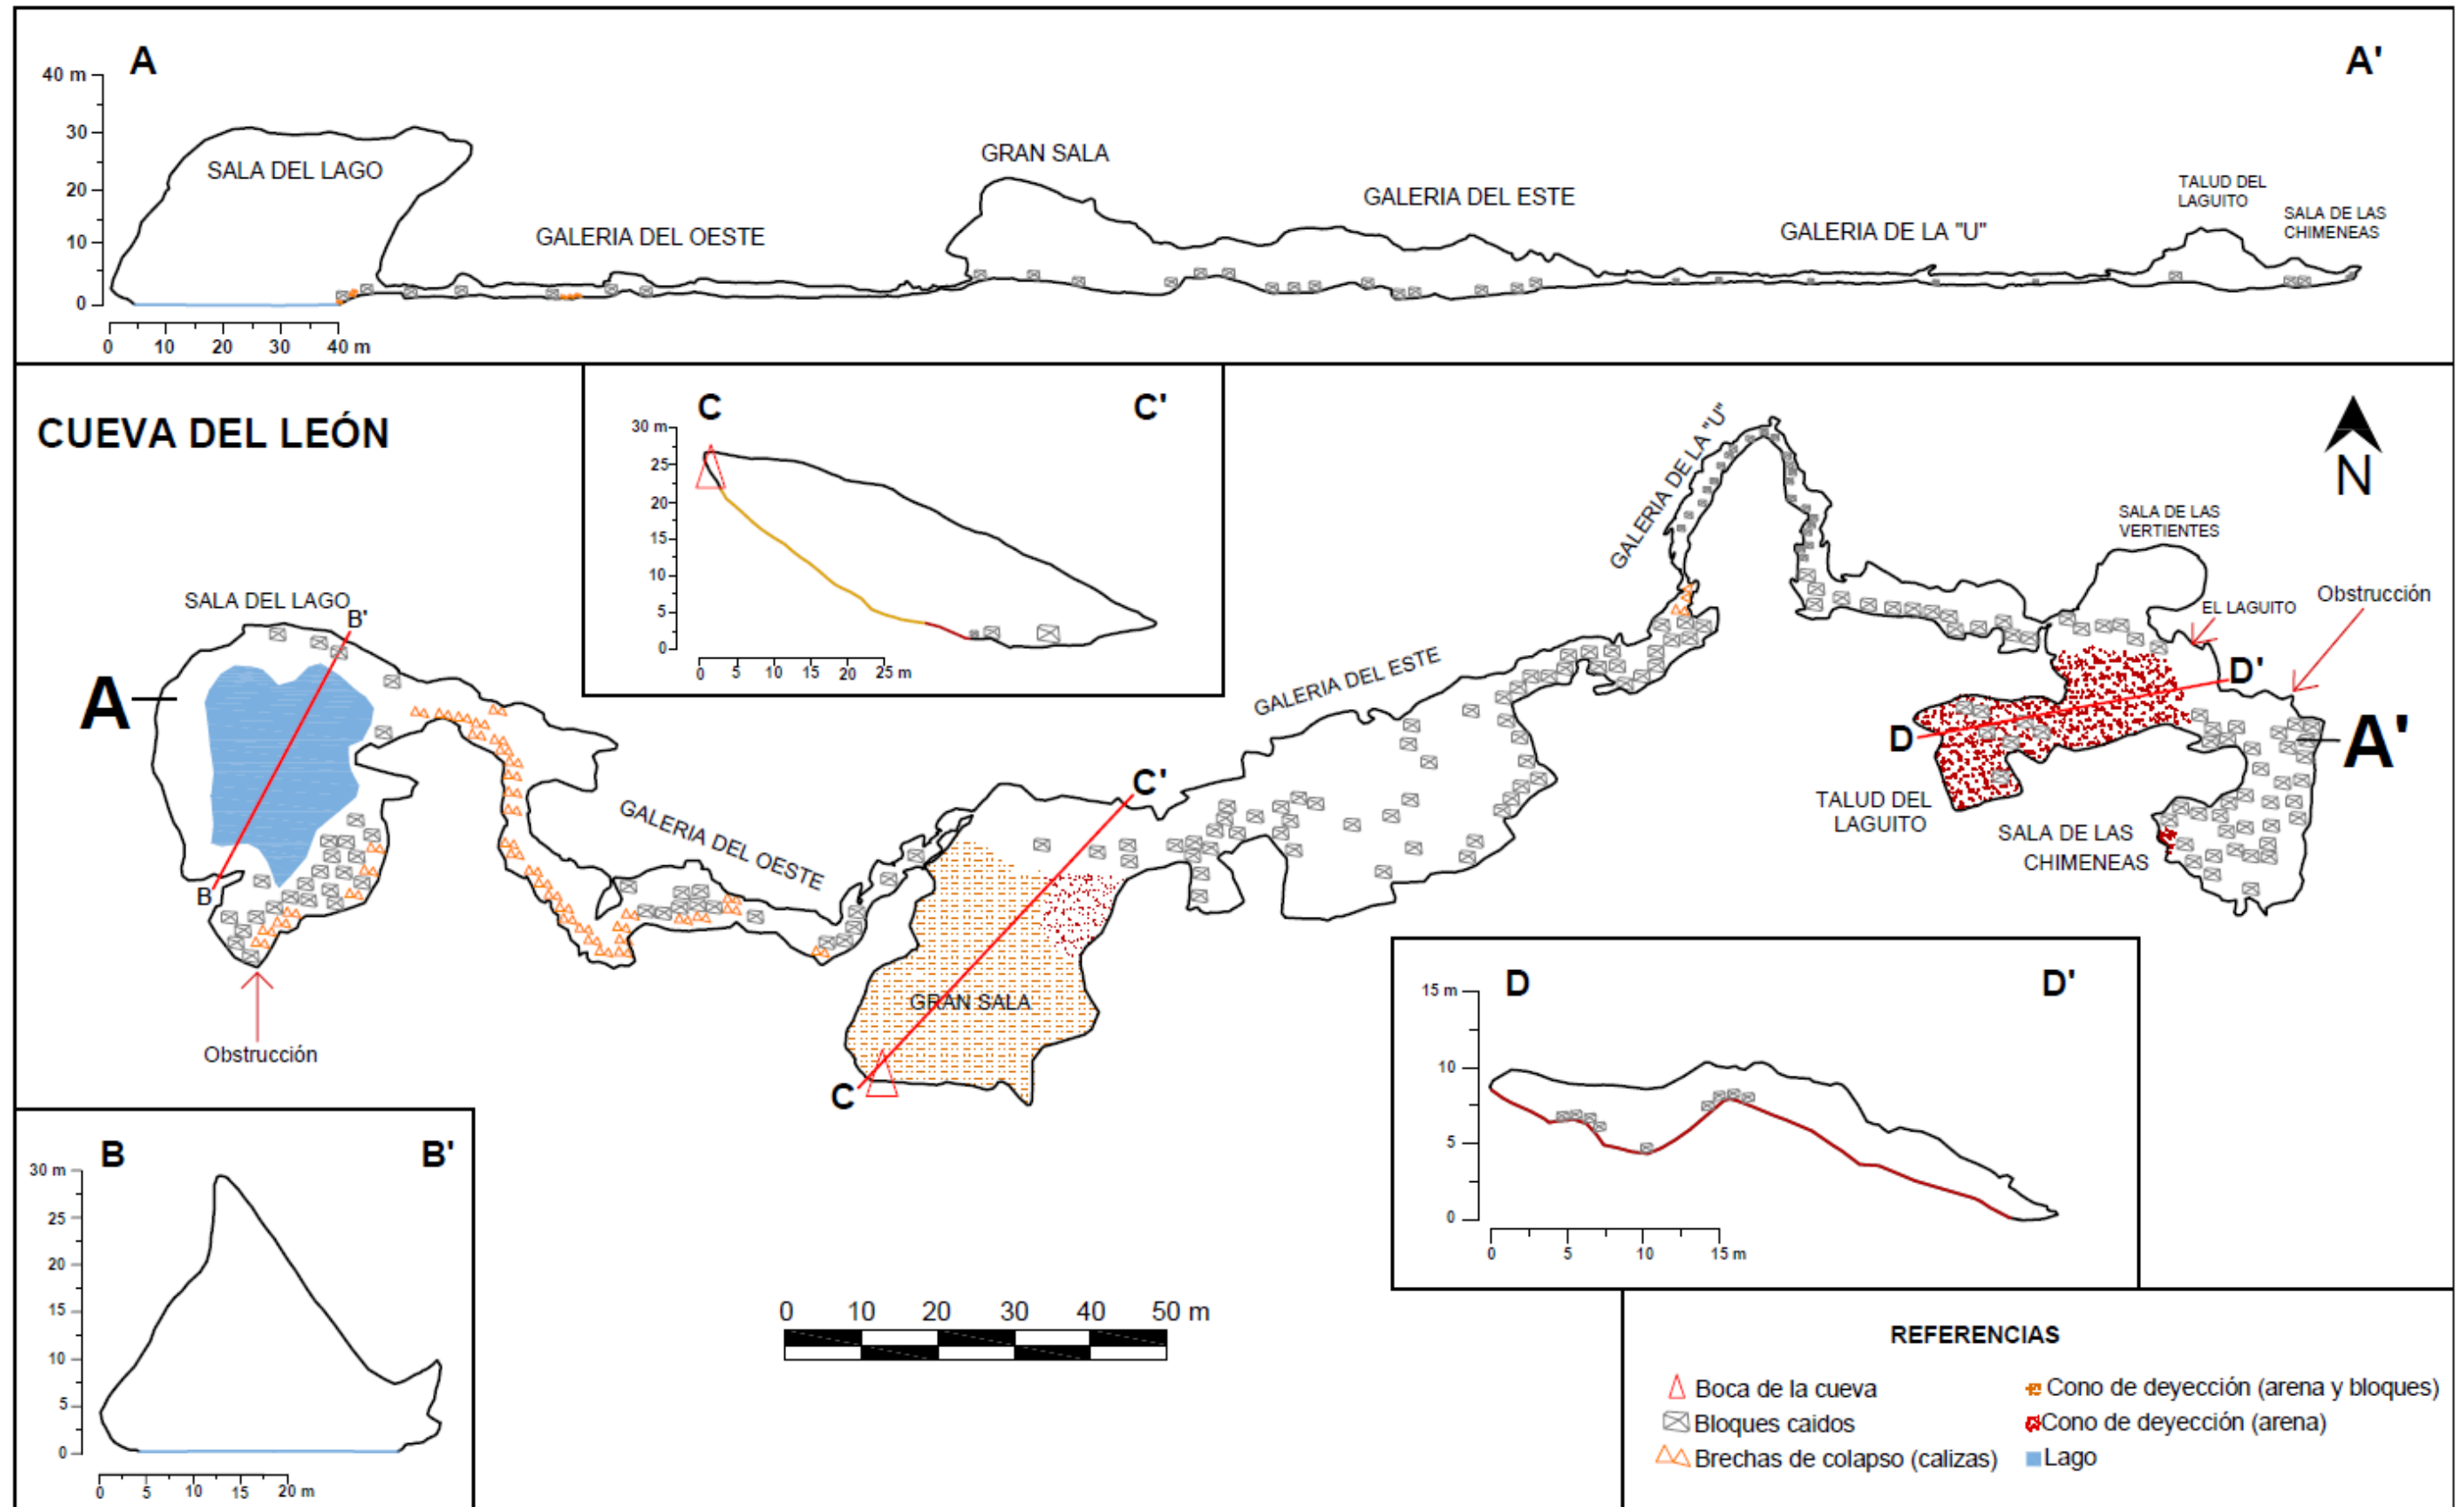 A
A'
40 m
30
20
10
0
0 10 20 30 40 m
SALA DEL LAGO
GALERIA DEL OESTE
GRAN SALA
GALERIA DEL ESTE
GALERIA DE LA "U"
TALUD DEL
LAGUITO
SALA DE LAS
CHIMENEAS
CUEVA DEL LEÓN
C
C'
30 m
25
20
15
10
5
0
0 5 10 15 20 25 m
N
SALA DEL LAGO
B'
A
B
Obstrucción
GALERIA DEL OESTE
GRAN SALA
C
C'
GALERIA DEL ESTE
GALERIA DE LA "U"
SALA DE LAS
VERTIENTES
EL LAGUITO
Obstrucción
D'
D
A'
TALUD DEL
LAGUITO
SALA DE LAS
CHIMENEAS
B
B'
30 m
25
20
15
10
5
0
0 5 10 15 20 m
0 10 20 30 40 50 m
D
D'
15 m
10
5
0
0 5 10 15 m
REFERENCIAS
Boca de la cueva
Bloques caidos
Brechas de colapso (calizas)
Cono de deyección (arena y bloques)
Cono de deyección (arena)
Lago